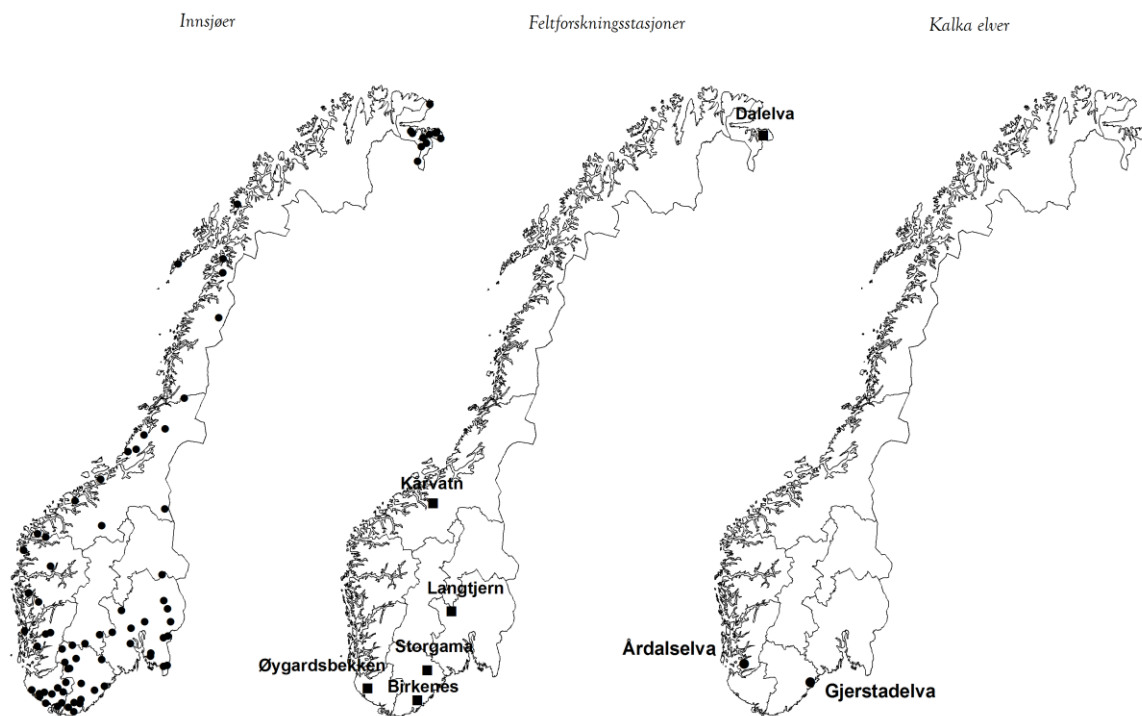 Innsjøer
Feltforskningsstasjoner
Kalka elver
Dalelva
Kårvatn
Langtjern
Storgama
Øygardsbekken
Birkenes
Årdalselva
Gjerstadelva